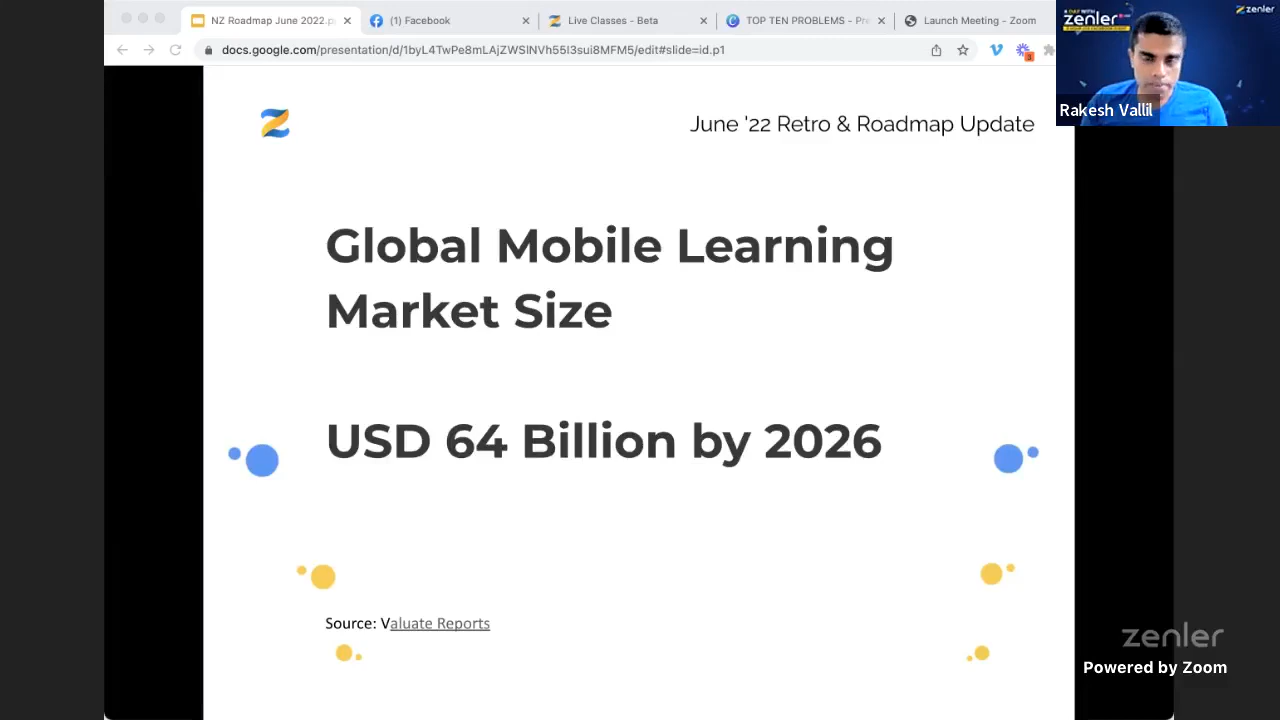 NZ Roadmap June 2022.p
(1) Facebook
Live Classes - Beta
TOP TEN PROBLEMS - Pre
Launch Meeting - Zoom
docs.google.com/presentation/d/1byL4TwPe8mLAjZWSlNVh55I3sui8MFM5/edit#slide=id.p1
zenler
zenler
Rakesh Vallil
June '22 Retro & Roadmap Update
Global Mobile Learning
Market Size
USD 64 Billion by 2026
Source: Valuate Reports
zenler
Powered by Zoom